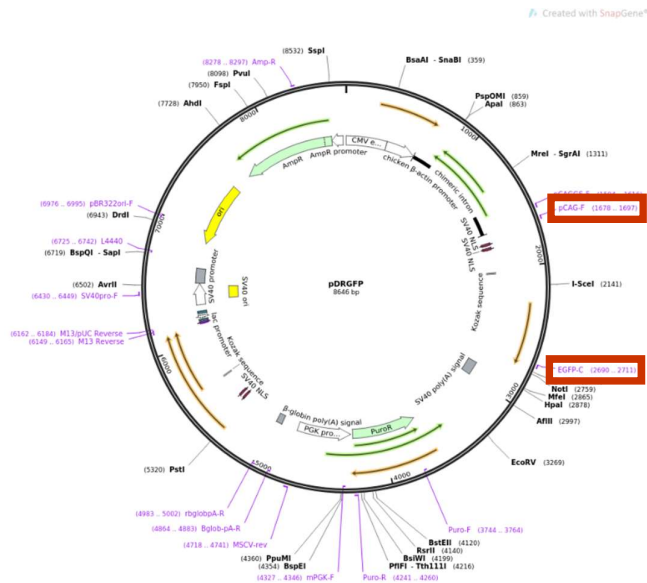 Created with SnapGene®
(8532) SspI
(8278 .. 8297) Amp-R
(8098) PvuI
(7950) FspI
(7728) AhdI
BsaAI - SnaBI (359)
PspOMI (859)
ApaI (863)
MreI - SgrAI (1311)
pCAG-F (1678 .. 1697)
I-SceI (2141)
EGFP-C (2690 .. 2711)
NotI (2759)
MfeI (2865)
HpaI (2878)
AflII (2997)
EcoRV (3269)
Puro-F (3744 .. 3764)
BstEII (4120)
RsrII (4140)
BsiWI (4199)
PflFI - Tth111I (4216)
Puro-R (4241 .. 4260)
(4327 .. 4346) mPGK-F
(4354) BspEI
(4360) PpuMI
(4718 .. 4741) MSCV-rev
(4864 .. 4883) Bglob-pA-R
(4983 .. 5002) rbglobpA-R
(5320) PstI
(6149 .. 6165) M13 Reverse
(6162 .. 6184) M13/pUC Reverse
(6430 .. 6449) SV40pro-F
(6502) AvrII
(6719) BspQI - SapI
(6725 .. 6742) L4440
(6943) DrdI
(6976 .. 6995) pBR322ori-F
1000
2000
3000
4000
5000
6000
7000
8000
AmpR
AmpR promoter
CMV e...
chicken β-actin promoter
chimeric intron
SV40 NLS
SV40 NLS
Kozak sequence
SV40 poly(A) signal
PuroR
PGK pro...
β-globin poly(A) signal
SV40 NLS
Kozak sequence
lac promoter
SV40 promoter
SV40 ori
ori
pDRGFP
8646 bp